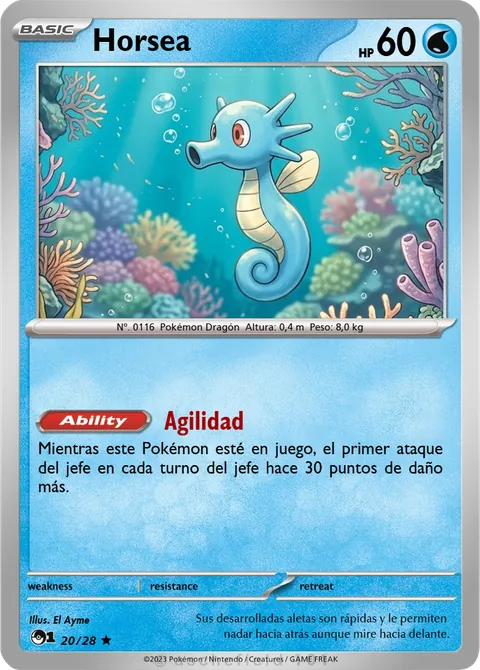 BASIC
Horsea
HP 60
Nº. 0116 Pokémon Dragón Altura: 0,4 m Peso: 8,0 kg
Ability Agilidad
Mientras este Pokémon esté en juego, el primer ataque
del jefe en cada turno del jefe hace 30 puntos de daño
más.
weakness resistance retreat
Illus. El Ayme
Sus desarrolladas aletas son rápidas y le permiten
nadar hacia atrás aunque mire hacia delante.
1 20/28 ★
©2023 Pokémon / Nintendo / Creatures / GAME FREAK